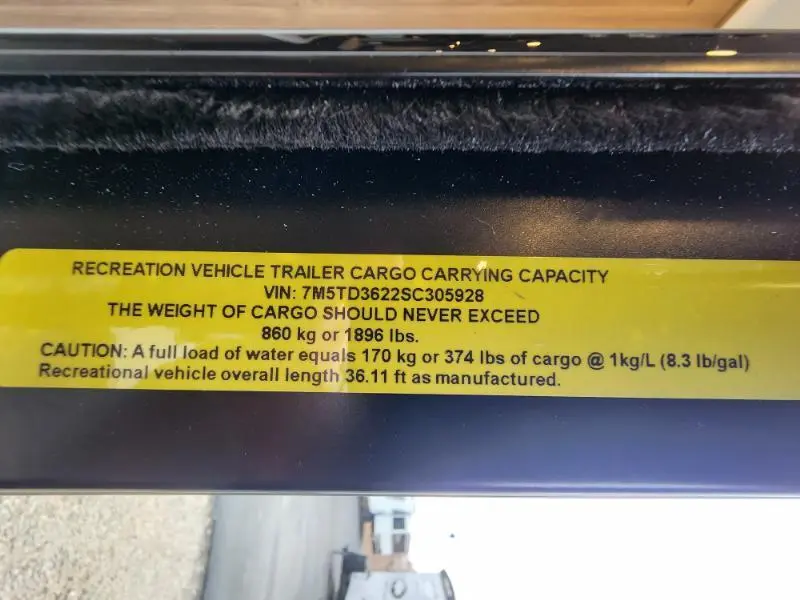 RECREATION VEHICLE TRAILER CARGO CARRYING CAPACITY
VIN: 7M5TD3622SC305928
THE WEIGHT OF CARGO SHOULD NEVER EXCEED
860 kg or 1896 lbs.
CAUTION: A full load of water equals 170 kg or 374 lbs of cargo @ 1kg/L (8.3 lb/gal)
Recreational vehicle overall length 36.11 ft as manufactured.